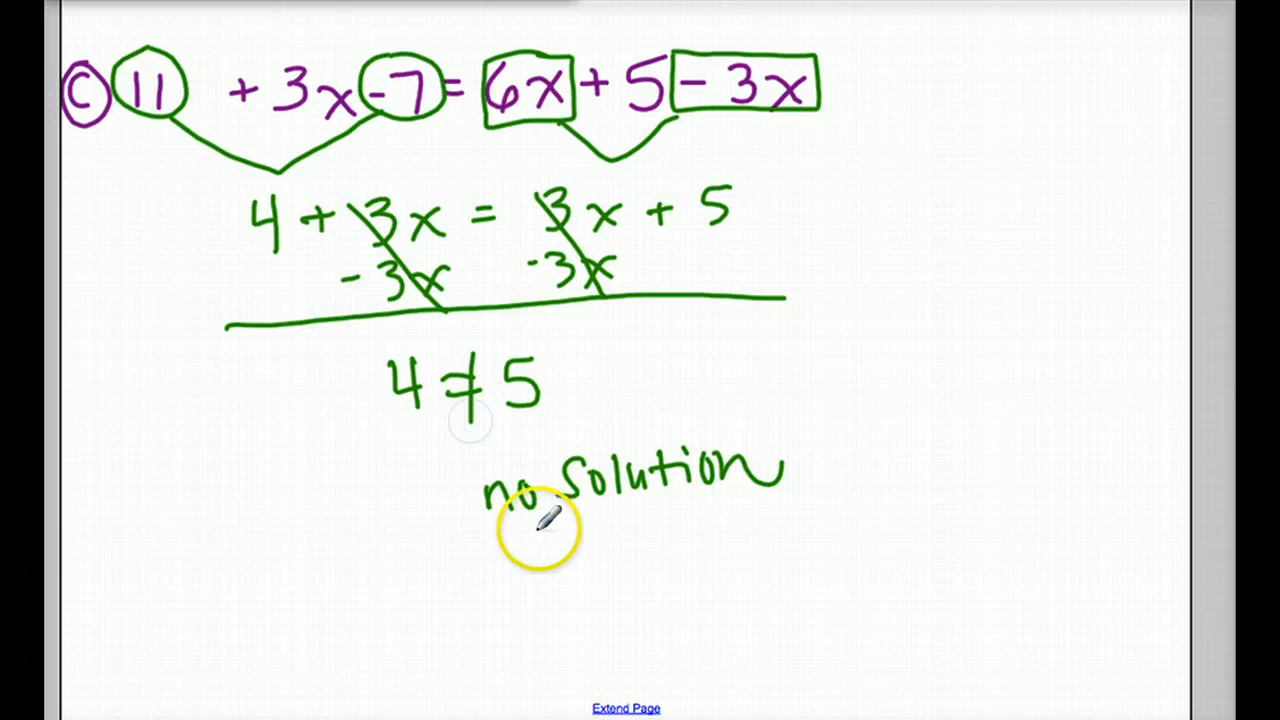 C 11 + 3x - 7 = 6x + 5 - 3x
4 + 3x = 3x + 5
- 3x - 3x
4 ≠ 5
no solution
Extend Page